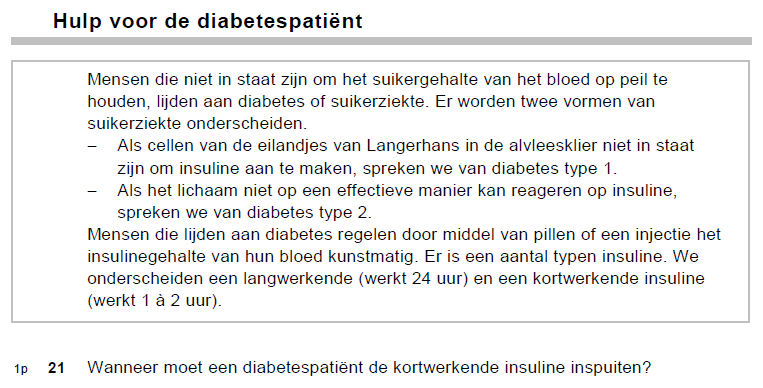 Hulp voor de diabetespatiënt
Mensen die niet in staat zijn om het suikergehalte van het bloed op peil te
houden, lijden aan diabetes of suikerziekte. Er worden twee vormen van
suikerziekte onderscheiden.
– Als cellen van de eilandjes van Langerhans in de alvleesklier niet in staat
zijn om insuline aan te maken, spreken we van diabetes type 1.
– Als het lichaam niet op een effectieve manier kan reageren op insuline,
spreken we van diabetes type 2.
Mensen die lijden aan diabetes regelen door middel van pillen of een injectie het
insulinegehalte van hun bloed kunstmatig. Er is een aantal typen insuline. We
onderscheiden een langwerkende (werkt 24 uur) en een kortwerkende insuline
(werkt 1 à 2 uur).
1p 21 Wanneer moet een diabetespatiënt de kortwerkende insuline inspuiten?